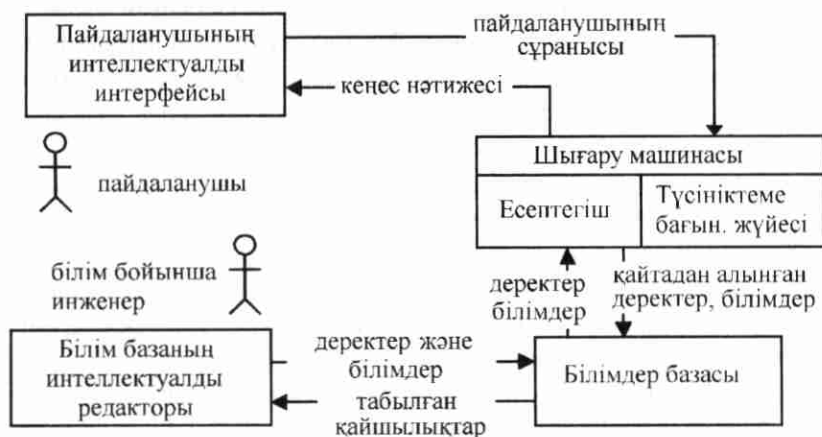 Пайдаланушының
интеллектуалды
интерфейсы
пайдаланушының
сұранысы
кеңес нәтижесі
пайдаланушы
Шығару машинасы
Есептегіш
Түсініктеме
бағын. жүйесі
білім бойынша
инженер
деректер
білімдер
қайтадан алынған
деректер, білімдер
Білім базаның
интеллектуалды
редакторы
деректер және
білімдер
табылған
қайшылықтар
Білімдер базасы